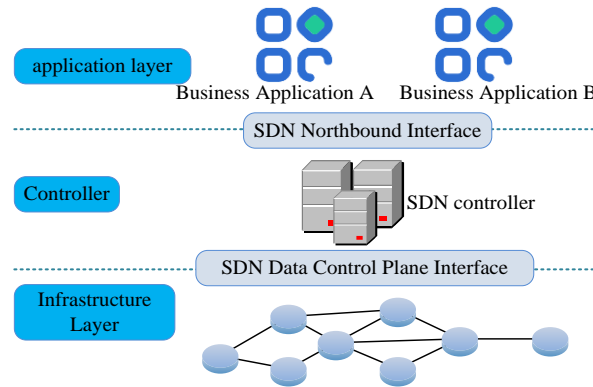 application layer
Business Application A
Business Application B
SDN Northbound Interface
Controller
SDN controller
SDN Data Control Plane Interface
Infrastructure
Layer